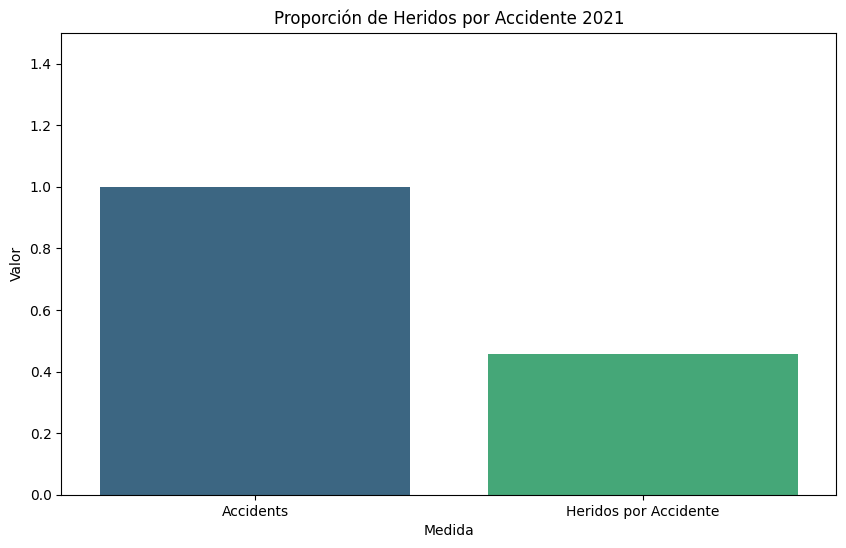 Proporción de Heridos por Accidente 2021
1.4
1.2
1.0
0.8
0.6
0.4
0.2
0.0
Valor
Accidents Heridos por Accidente
Medida